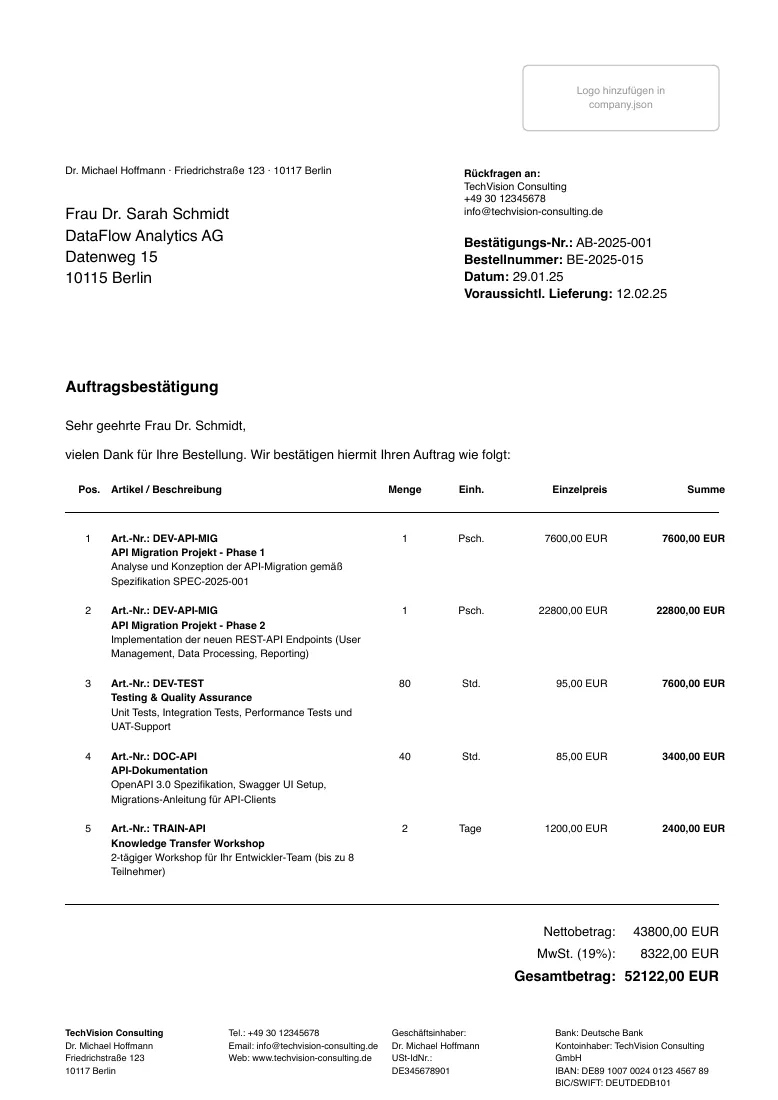 Logo hinzufügen in
company.json
Dr. Michael Hoffmann · Friedrichstraße 123 · 10117 Berlin
Frau Dr. Sarah Schmidt
DataFlow Analytics AG
Datenweg 15
10115 Berlin
Rückfragen an:
TechVision Consulting
+49 30 12345678
info@techvision-consulting.de
Bestätigungs-Nr.: AB-2025-001
Bestellnummer: BE-2025-015
Datum: 29.01.25
Voraussichtl. Lieferung: 12.02.25
Auftragsbestätigung
Sehr geehrte Frau Dr. Schmidt,
vielen Dank für Ihre Bestellung. Wir bestätigen hiermit Ihren Auftrag wie folgt:
Pos. Artikel / Beschreibung Menge Einh. Einzelpreis Summe
1 Art.-Nr.: DEV-API-MIG 1 Psch. 7600,00 EUR 7600,00 EUR
API Migration Projekt - Phase 1
Analyse und Konzeption der API-Migration gemäß
Spezifikation SPEC-2025-001
2 Art.-Nr.: DEV-API-MIG 1 Psch. 22800,00 EUR 22800,00 EUR
API Migration Projekt - Phase 2
Implementation der neuen REST-API Endpoints (User
Management, Data Processing, Reporting)
3 Art.-Nr.: DEV-TEST 80 Std. 95,00 EUR 7600,00 EUR
Testing & Quality Assurance
Unit Tests, Integration Tests, Performance Tests und
UAT-Support
4 Art.-Nr.: DOC-API 40 Std. 85,00 EUR 3400,00 EUR
API-Dokumentation
OpenAPI 3.0 Spezifikation, Swagger UI Setup,
Migrations-Anleitung für API-Clients
5 Art.-Nr.: TRAIN-API 2 Tage 1200,00 EUR 2400,00 EUR
Knowledge Transfer Workshop
2-tägiger Workshop für Ihr Entwickler-Team (bis zu 8
Teilnehmer)
Nettobetrag: 43800,00 EUR
MwSt. (19%): 8322,00 EUR
Gesamtbetrag: 52122,00 EUR
TechVision Consulting
Dr. Michael Hoffmann
Friedrichstraße 123
10117 Berlin
Tel.: +49 30 12345678
Email: info@techvision-consulting.de
Web: www.techvision-consulting.de
Geschäftsinhaber:
Dr. Michael Hoffmann
USt-IdNr.:
DE345678901
Bank: Deutsche Bank
Kontoinhaber: TechVision Consulting
GmbH
IBAN: DE89 1007 0024 0123 4567 89
BIC/SWIFT: DEUTDEDB101